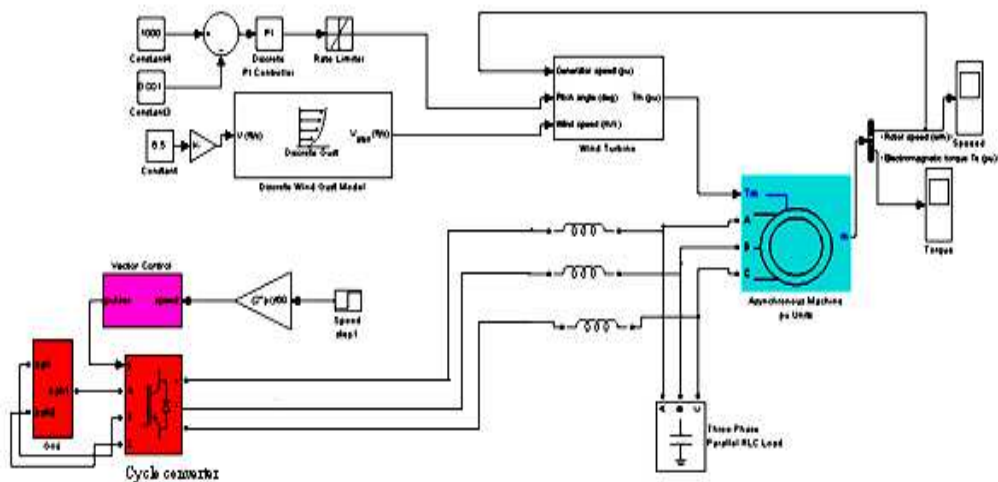 1000
Constant4
PI
Discrete
PI Controller
Rate Limiter
0.001
Constant3
8.5
Constant
V (m/s)
Discrete Gust
(m/s)
Discrete Wind Gust Model
Generator speed (pu)
Pitch angle (deg)
Wind speed (m/s)
Tm (pu)
Wind Turbine
Rotor speed (wm)
Electromagnetic torque Te (pu)
Speed
Torque
Tm
A
B
C
m
Asynchronous Machine
pu Units
Vector Control
speed
Speed
step1
A B C
Three Phase
Parallel RLC Load
Cycle converter